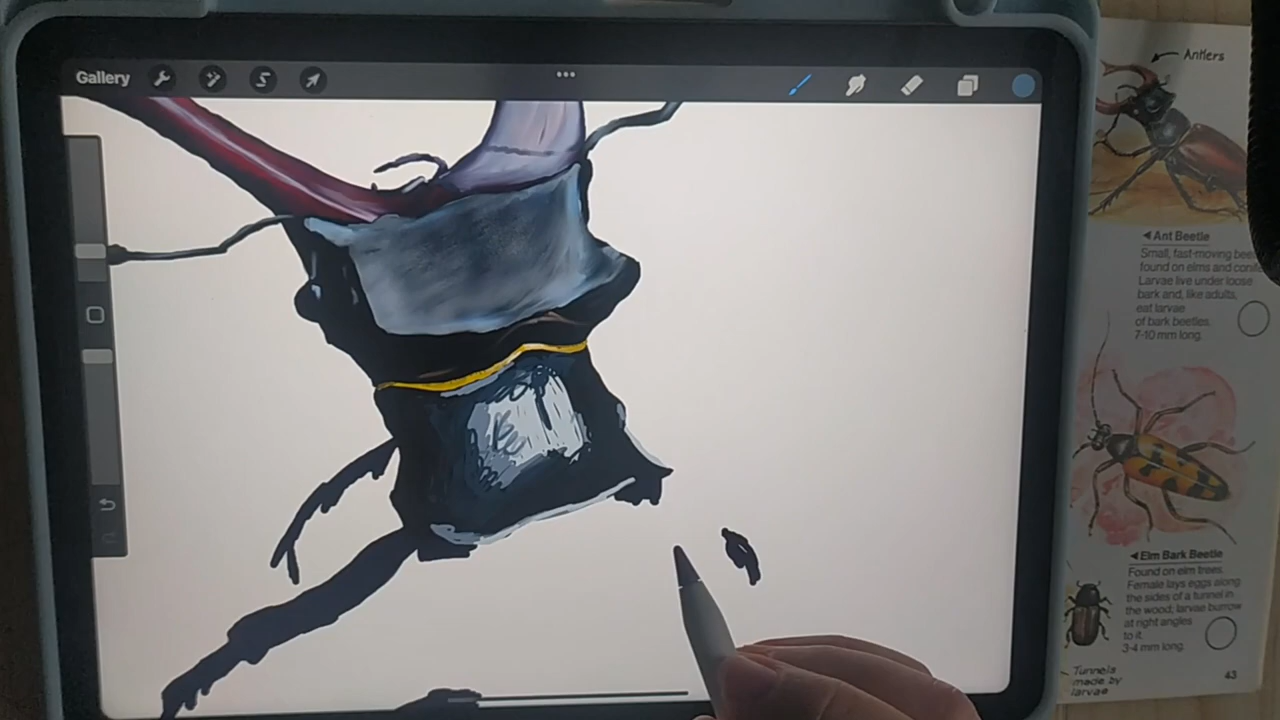 Gallery
Antlers
◄Ant Beetle
Small, fast-moving
found on elms and
Larvae live under loose
bark and, like adults,
eat larvae
of bark beetles.
7-10 mm long.
◄Elm Bark Beetle
Found on elm trees.
Female lays eggs along
the sides of a tunnel in
the wood; larvae burrow
at right angles
to it.
3-4 mm long.
Tunnels
made by
larvae
43